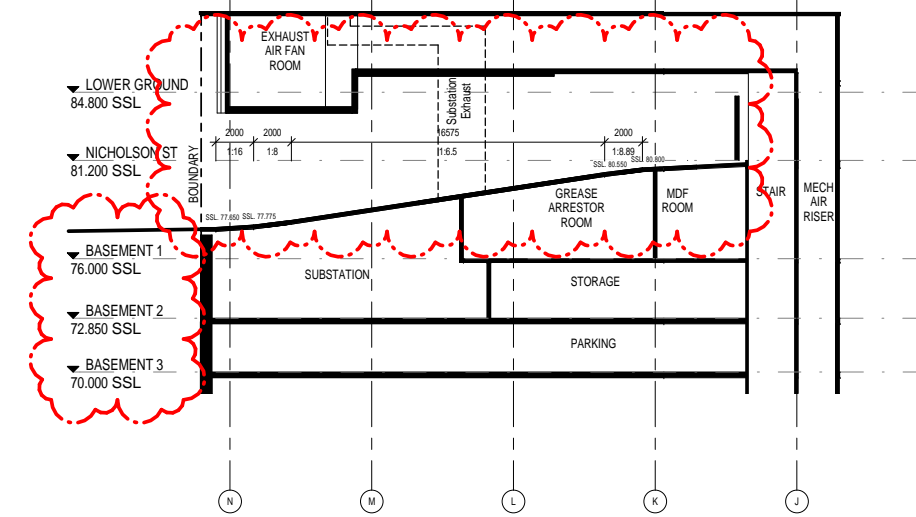 EXHAUST
AIR FAN
ROOM
LOWER GROUND
84.800 SSL
Substation
Exhaust
2000
2000
16575
2000
1:16
1:8
1:6.5
1:8.89
NICHOLSON ST
81.200 SSL
SSL. 80.550
SSL. 80.800
BOUNDARY
GREASE
ARRESTOR
ROOM
MDF
ROOM
STAIR
MECH
AIR
RISER
SSL. 77.650
SSL. 77.775
BASEMENT 1
76.000 SSL
SUBSTATION
STORAGE
BASEMENT 2
72.850 SSL
PARKING
BASEMENT 3
70.000 SSL
N
M
L
K
J